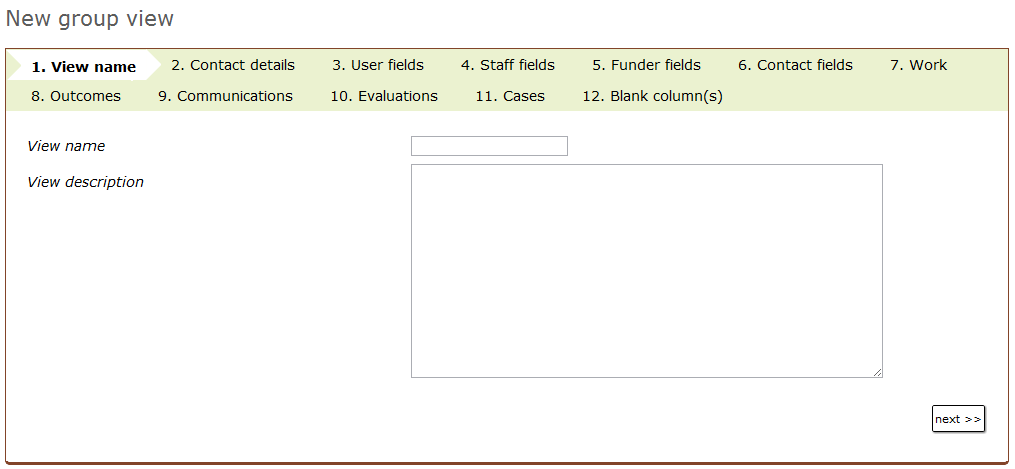 New group view
1. View name 2. Contact details 3. User fields 4. Staff fields 5. Funder fields 6. Contact fields 7. Work
8. Outcomes 9. Communications 10. Evaluations 11. Cases 12. Blank column(s)
View name
View description
next >>